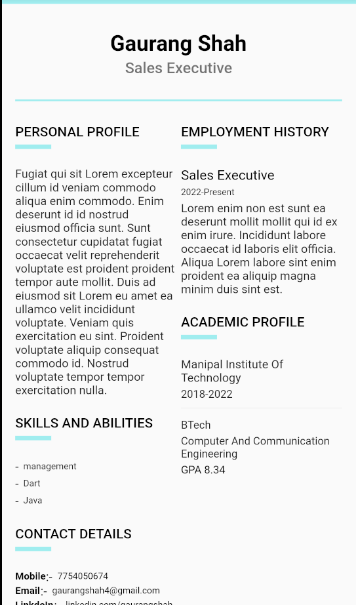 Gaurang Shah
Sales Executive
PERSONAL PROFILE
Fugiat qui sit Lorem excepteur
cillum id veniam commodo
aliqua enim commodo. Enim
deserunt id id nostrud
eiusmod officia sunt. Sunt
consectetur cupidatat fugiat
occaecat velit reprehenderit
voluptate est proident proident
tempor aute mollit. Duis ad
eiusmod sit Lorem eu amet ea
ullamco velit incididunt
voluptate. Veniam quis
exercitation eu sint. Proident
voluptate aliquip consequat
commodo id. Nostrud
voluptate tempor tempor
exercitation nulla.
SKILLS AND ABILITIES
- management
- Dart
- Java
CONTACT DETAILS
Mobile:- 7754050674
Email:- gaurangshah4@gmail.com
LinkdeIn:- linkedin.com/gaurangshah
EMPLOYMENT HISTORY
Sales Executive
2022-Present
Lorem enim non est sunt ea
deserunt mollit mollit qui id ex
enim irure. Incididunt labore
occaecat id laboris elit officia.
Aliqua Lorem labore sint enim
proident ea aliquip magna
minim duis sint est.
ACADEMIC PROFILE
Manipal Institute Of
Technology
2018-2022
BTech
Computer And Communication
Engineering
GPA 8.34